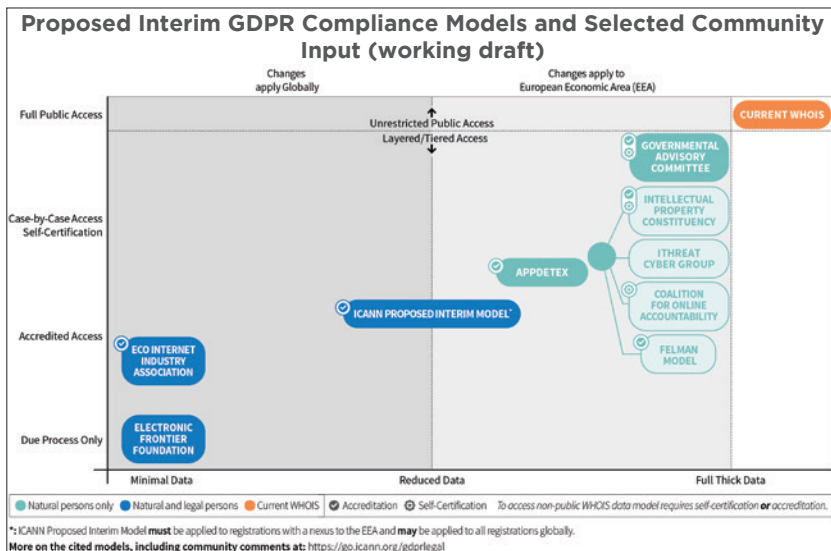 Proposed Interim GDPR Compliance Models and Selected Community
Input (working draft)
Changes
apply Globally
Changes apply to
European Economic Area (EEA)
Full Public Access
Unrestricted Public Access
CURRENT WHOIS
Layered/Tiered Access
GOVERNMENTAL
ADVISORY
COMMITTEE
Case-by-Case Access
Self-Certification
INTELLECTUAL
PROPERTY
CONSTITUENCY
ITHREAT
CYBER GROUP
APPDETEX
COALITION
FOR ONLINE
ACCOUNTABILITY
ICANN PROPOSED INTERIM MODEL*
Accredited Access
ECO INTERNET
INDUSTRY
ASSOCIATION
FELMAN
MODEL
Due Process Only
ELECTRONIC
FRONTIER
FOUNDATION
Minimal Data
Reduced Data
Full Thick Data
Natural persons only Natural and legal persons Current WHOIS Accreditation Self-Certification To access non-public WHOIS data model requires self-certification or accreditation.
*: ICANN Proposed Interim Model must be applied to registrations with a nexus to the EEA and may be applied to all registrations globally.
More on the cited models, including community comments at: https://go.icann.org/gdprlegal